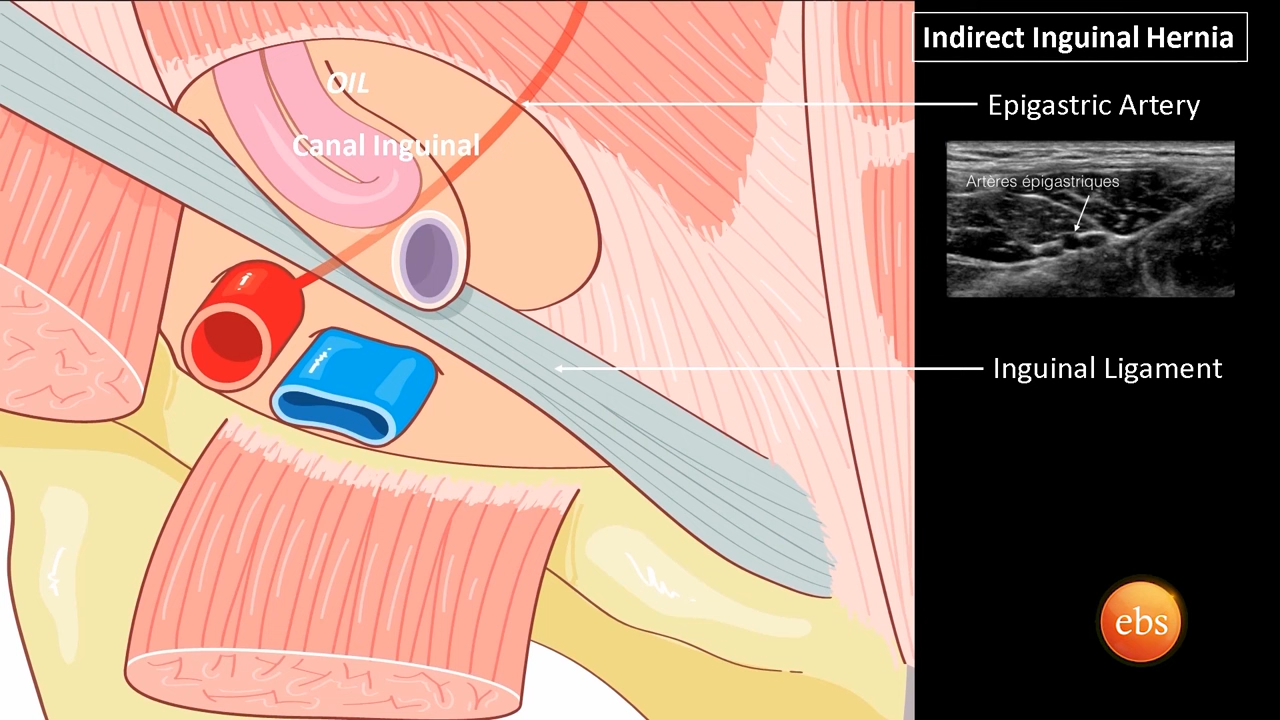 Indirect Inguinal Hernia
OIL
Epigastric Artery
Canal Inguinal
Artères épigastriques
Inguinal Ligament
ebs